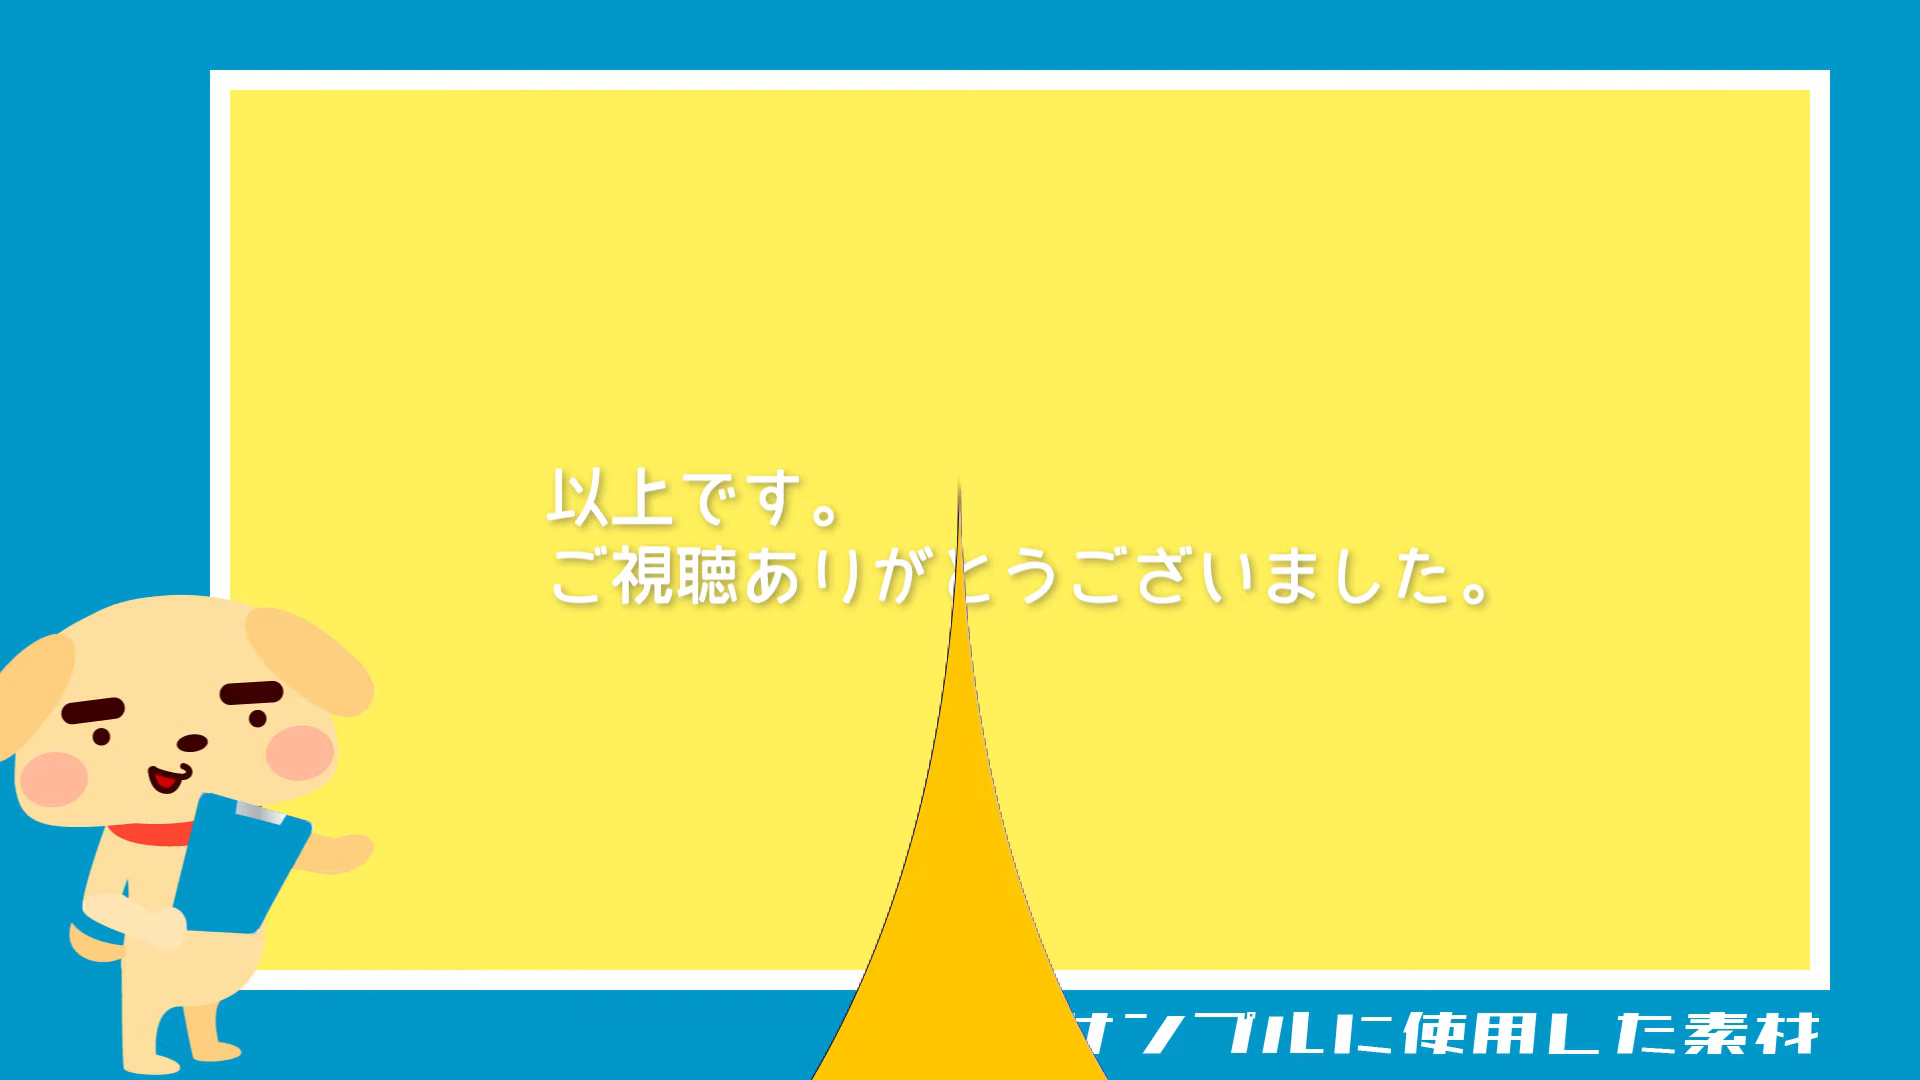 以上です。
ご視聴ありがとうございました。
サンプルに使用した素材